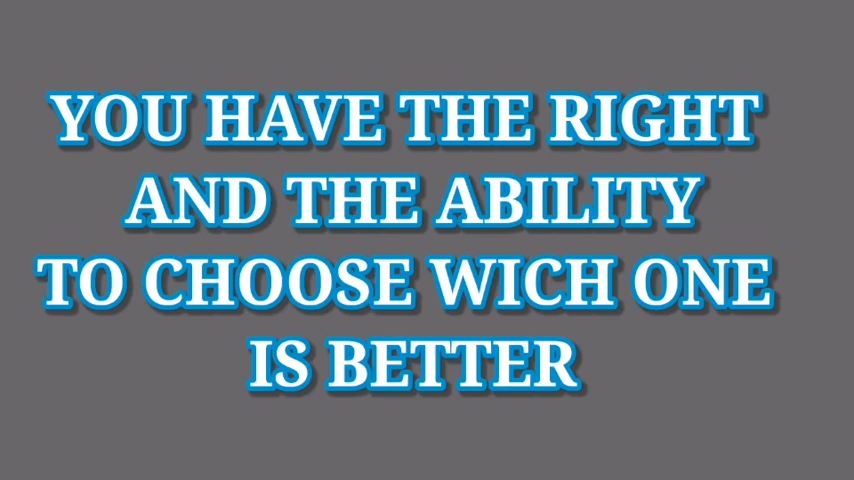 YOU HAVE THE RIGHT
AND THE ABILITY
TO CHOOSE WICH ONE
IS BETTER